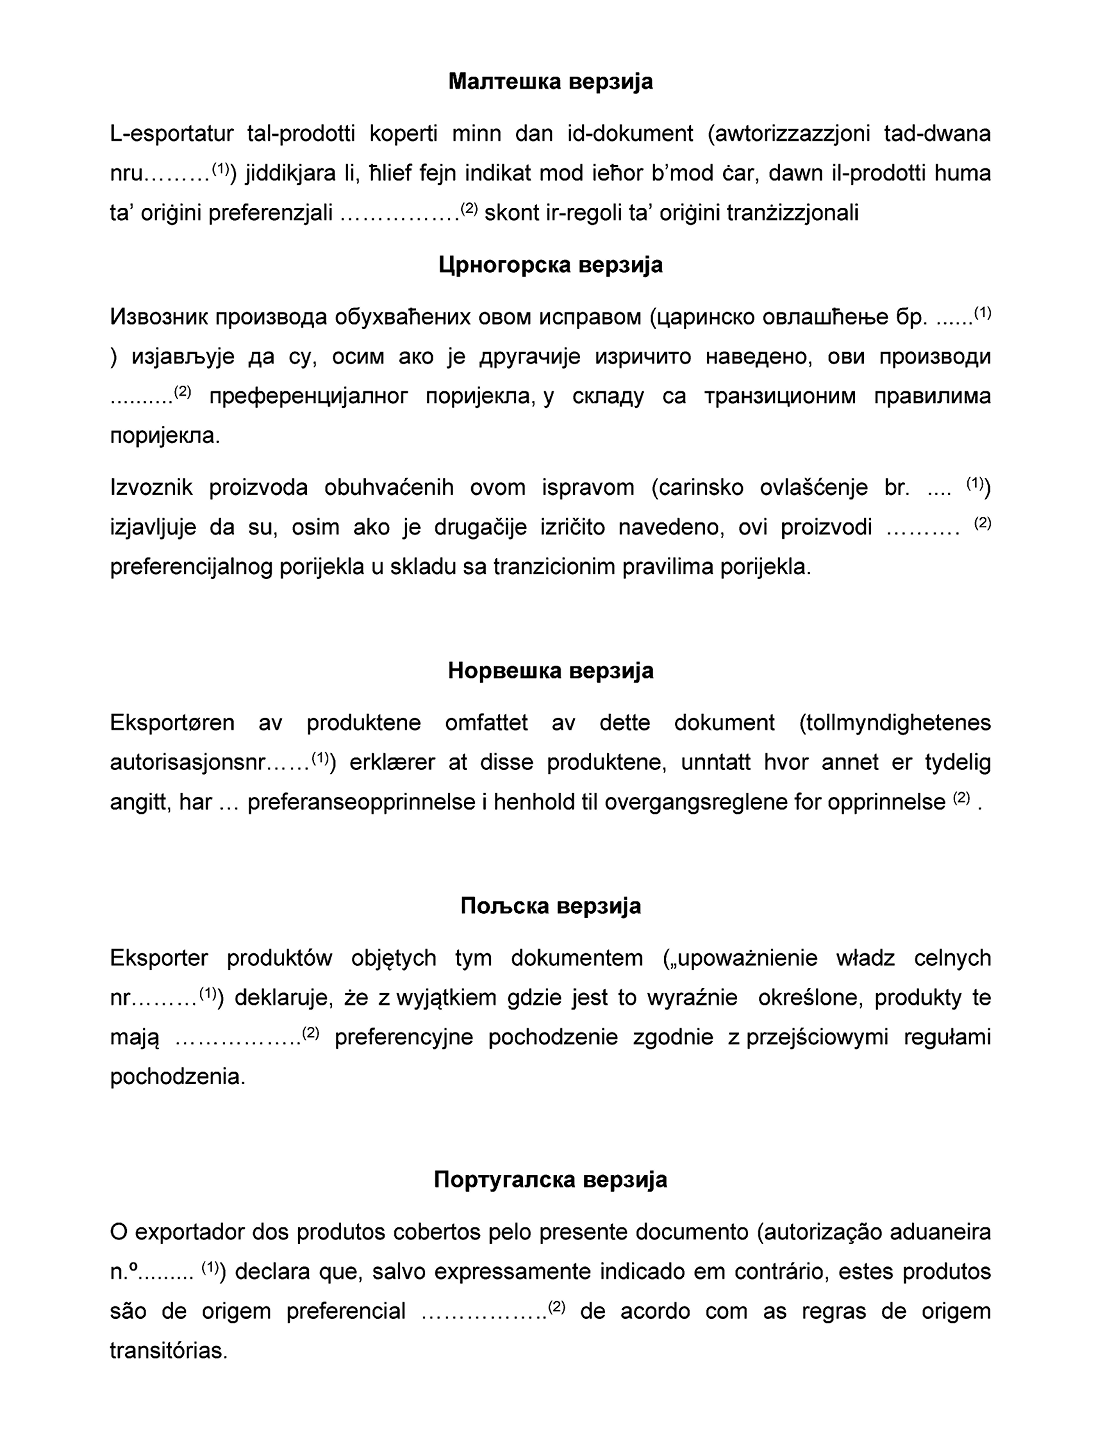 Малтешка верзија
L-esportatur tal-prodotti koperti minn dan id-dokument (awtorizzazzjoni tad-dwana
nru………(1)) jiddikjara li, ħlief fejn indikat mod ieħor b’mod ċar, dawn il-prodotti huma
ta’ oriġini preferenzjali …………….(2) skont ir-regoli ta’ oriġini tranżizzjonali
Црногорска верзија
Извозник производа обухваћених овом исправом (царинско овлашћење бр. ......(1)
) изјављује да су, осим ако је другачије изричито наведено, ови производи
..........(2) преференцијалног поријекла, у складу са транзиционим правилима
поријекла.
Izvoznik proizvoda obuhvaćenih ovom ispravom (carinsko ovlašćenje br. .... (1))
izjavljuje da su, osim ako je drugačije izričito navedeno, ovi proizvodi ………. (2)
preferencijalnog porijekla u skladu sa tranzicionim pravilima porijekla.
Норвешка верзија
Eksportøren av produktene omfattet av dette dokument (tollmyndighetenes
autorisasjonsnr……(1)) erklærer at disse produktene, unntatt hvor annet er tydelig
angitt, har … preferanseopprinnelse i henhold til overgangsreglene for opprinnelse (2) .
Пољска верзија
Eksporter produktów objętych tym dokumentem („upoważnienie władz celnych
nr………(1)) deklaruje, że z wyjątkiem gdzie jest to wyraźnie określone, produkty te
mają ……………..(2) preferencyjne pochodzenie zgodnie z przejściowymi regułami
pochodzenia.
Португалска верзија
O exportador dos produtos cobertos pelo presente documento (autorização aduaneira
n.º......... (1)) declara que, salvo expressamente indicado em contrário, estes produtos
são de origem preferencial ……………..(2) de acordo com as regras de origem
transitórias.